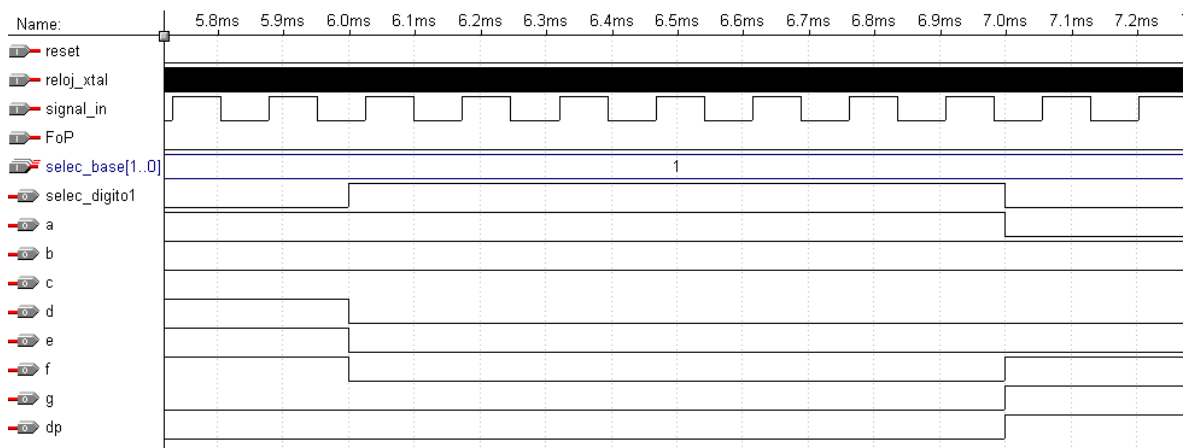 Name: 5.8ms 5.9ms 6.0ms 6.1ms 6.2ms 6.3ms 6.4ms 6.5ms 6.6ms 6.7ms 6.8ms 6.9ms 7.0ms 7.1ms 7.2ms
reset
reloj_xtal
signal_in
FoP
selec_base[1..0] 1
selec_digito1
a
b
c
d
e
f
g
dp